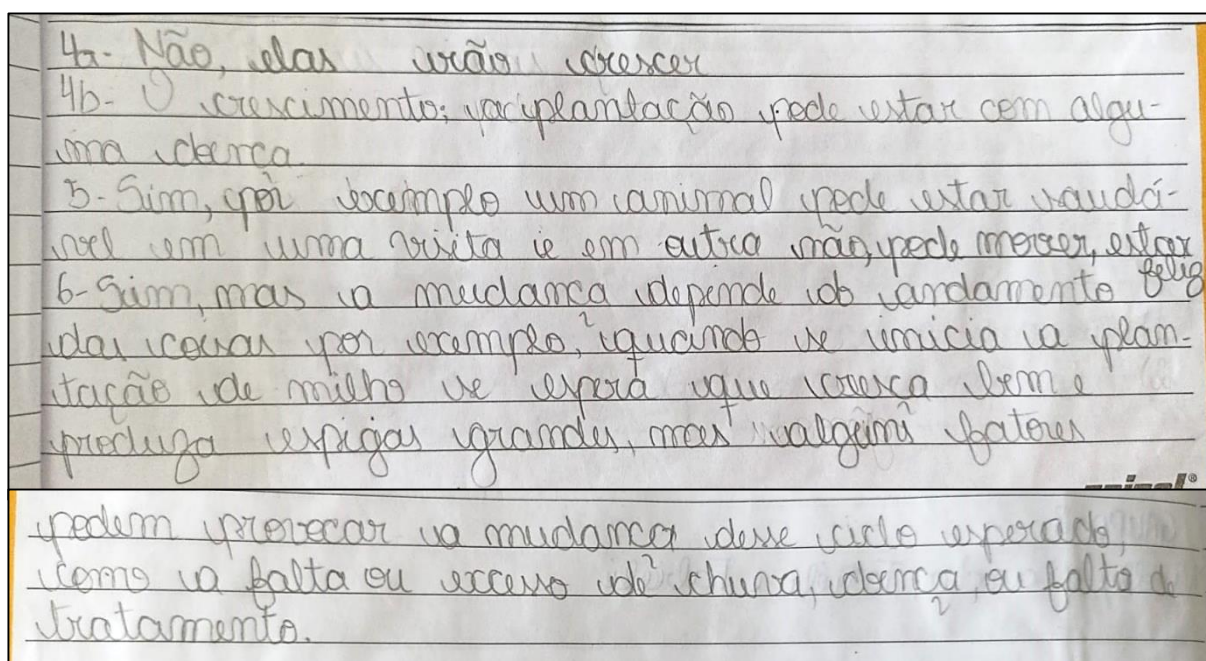 4a- Não, elas irão crescer
4b- O crescimento; a plantação pode estar com algu-
ma doença.
5- Sim, por exemplo um animal pode estar saudá-
vel em uma visita e em outra não, pode morrer, estar
feliz
6- Sim, mas a mudança depende do andamento
das coisas por exemplo, quando se inicia a plan-
tação de milho se espera que cresça bem e
produza espigas grandes, mas alguns fatores
podem provocar a mudança desse ciclo esperado,
como a falta ou excesso de chuva, doença, ou falta de
tratamento.